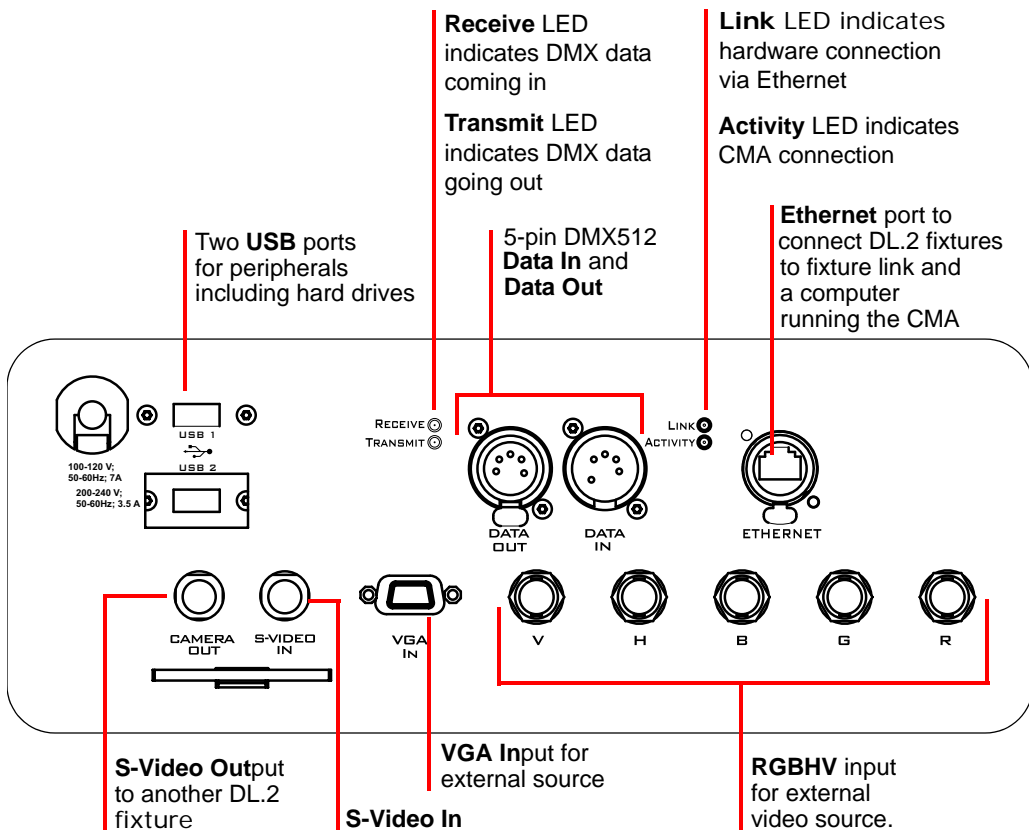 Receive LED
indicates DMX data
coming in
Transmit LED
indicates DMX data
going out
Link LED indicates
hardware connection
via Ethernet
Activity LED indicates
CMA connection
Two USB ports
for peripherals
including hard drives
5-pin DMX512
Data In and
Data Out
Ethernet port to
connect DL.2 fixtures
to fixture link and
a computer
running the CMA
USB 1
USB 2
100-120 V;
50-60Hz; 7A
200-240 V;
50-60Hz; 3.5 A
RECEIVE
TRANSMIT
DATA
OUT
DATA
IN
LINK
ACTIVITY
ETHERNET
CAMERA
OUT
S-VIDEO
IN
VGA
IN
V
H
B
G
R
S-Video Output
to another DL.2
fixture
S-Video In
VGA Input for
external source
RGBHV input
for external
video source.